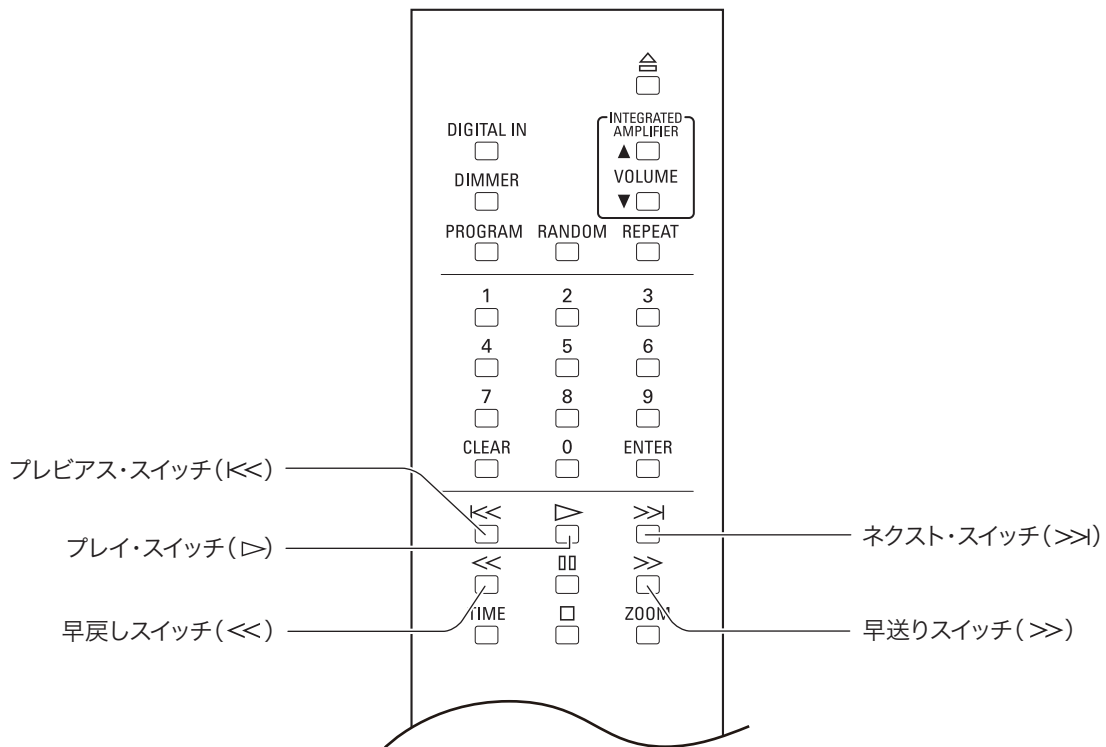 INTEGRATED
AMPLIFIER
DIGITAL IN
▲
DIMMER
VOLUME
▼
PROGRAM RANDOM REPEAT
1 2 3
4 5 6
7 8 9
CLEAR 0 ENTER
プレビアス・スイッチ(|<<)
|<< ▷ >>|
プレイ・スイッチ(▷)
ネクスト・スイッチ(>>|)
<< >>
早戻しスイッチ(<<)
TIME □ ZOOM
早送りスイッチ(>>)